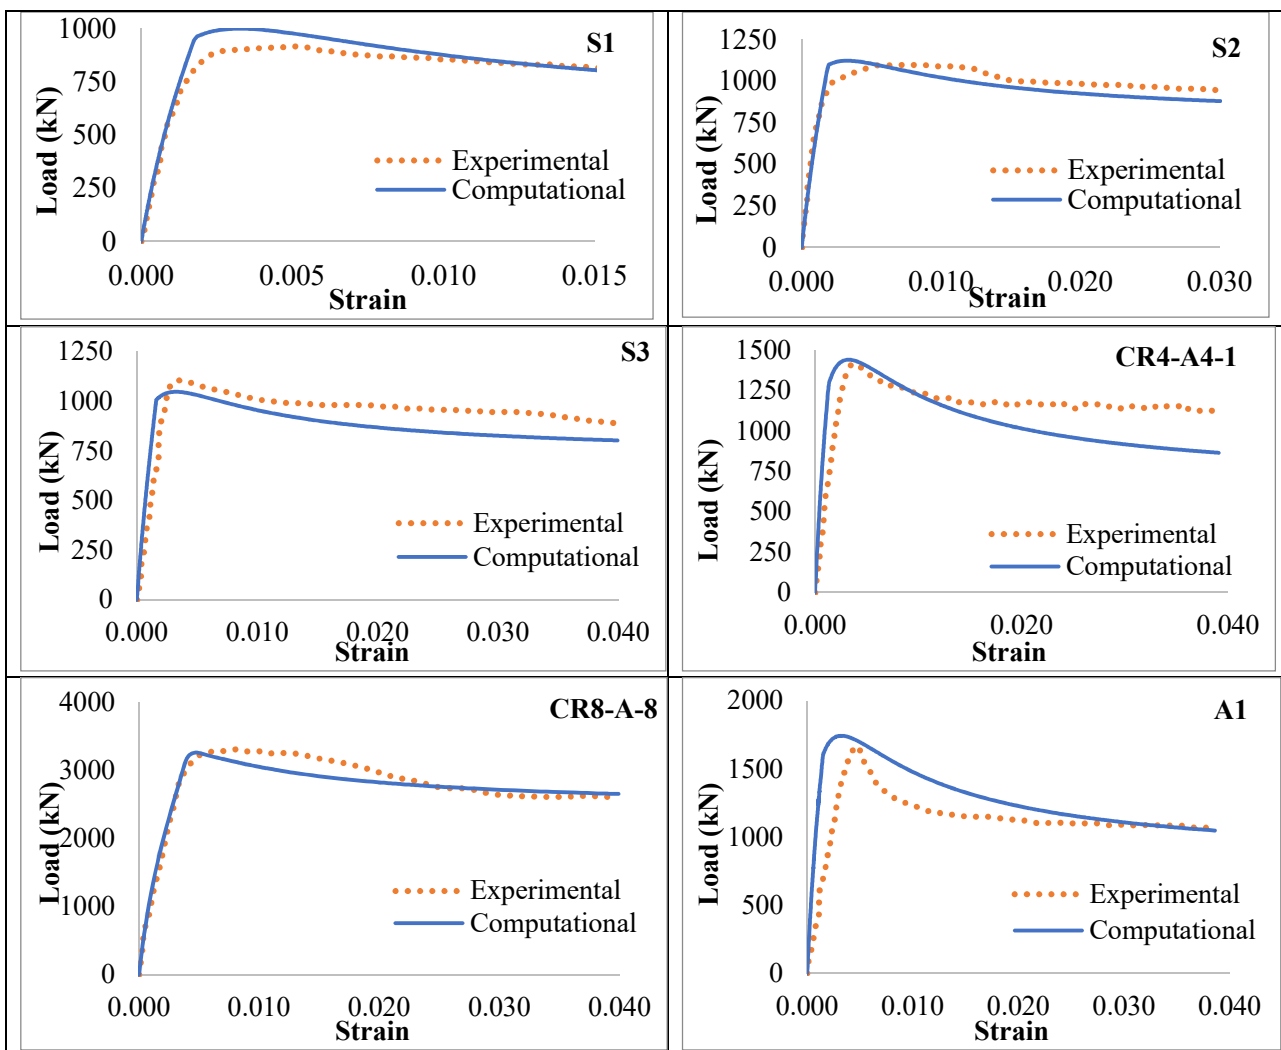 S1
Load (kN)
1000
750
500
250
0
Experimental
Computational
0.000 0.005 0.010 0.015
Strain
S2
Load (kN)
1250
1000
750
500
250
0
Experimental
Computational
0.000 0.010 0.020 0.030
Strain
S3
Load (kN)
1250
1000
750
500
250
0
Experimental
Computational
0.000 0.010 0.020 0.030 0.040
Strain
CR4-A4-1
Load (kN)
1500
1250
1000
750
500
250
0
Experimental
Computational
0.000 0.020 0.040
Strain
CR8-A-8
Load (kN)
4000
3000
2000
1000
0
Experimental
Computational
0.000 0.010 0.020 0.030 0.040
Strain
A1
Load (kN)
2000
1500
1000
500
0
Experimental
Computational
0.000 0.010 0.020 0.030 0.040
Strain